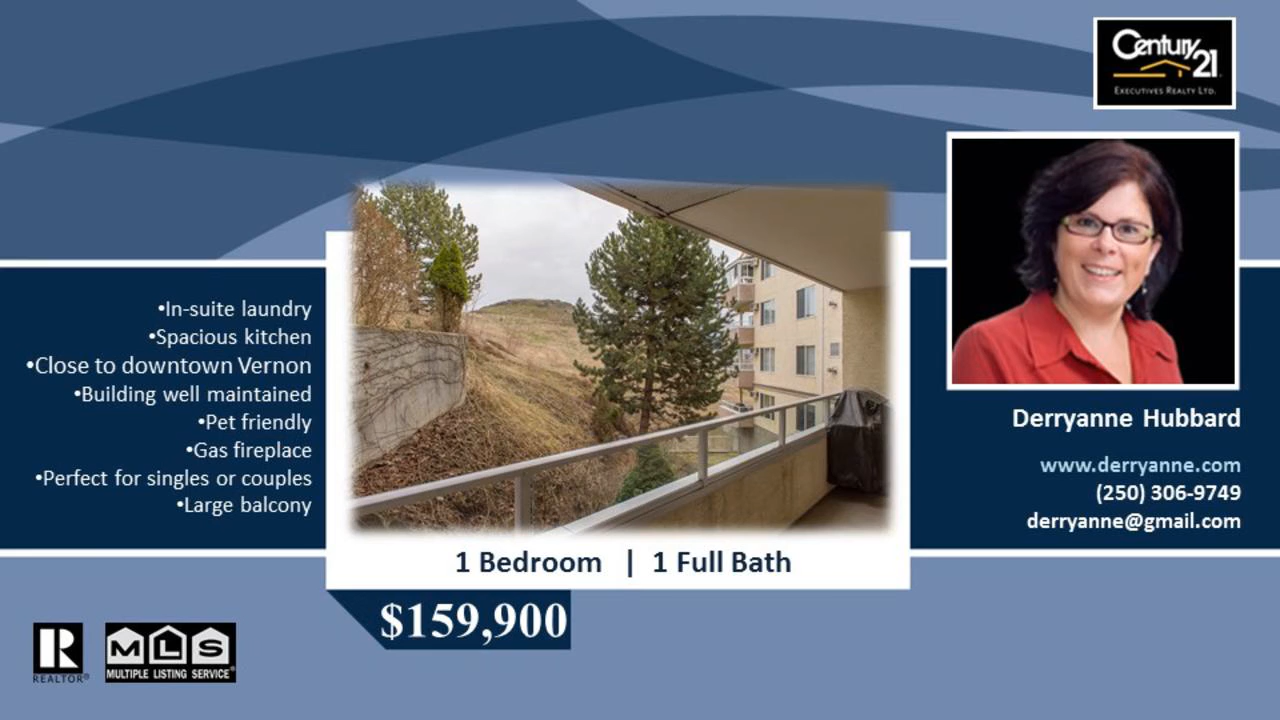 Century 21
EXECUTIVES REALTY LTD.
•In-suite laundry
•Spacious kitchen
•Close to downtown Vernon
•Building well maintained
•Pet friendly
•Gas fireplace
•Perfect for singles or couples
•Large balcony
Derryanne Hubbard
www.derryanne.com
(250) 306-9749
derryanne@gmail.com
1 Bedroom | 1 Full Bath
$159,900
R
REALTOR®
MLS
MULTIPLE LISTING SERVICE®